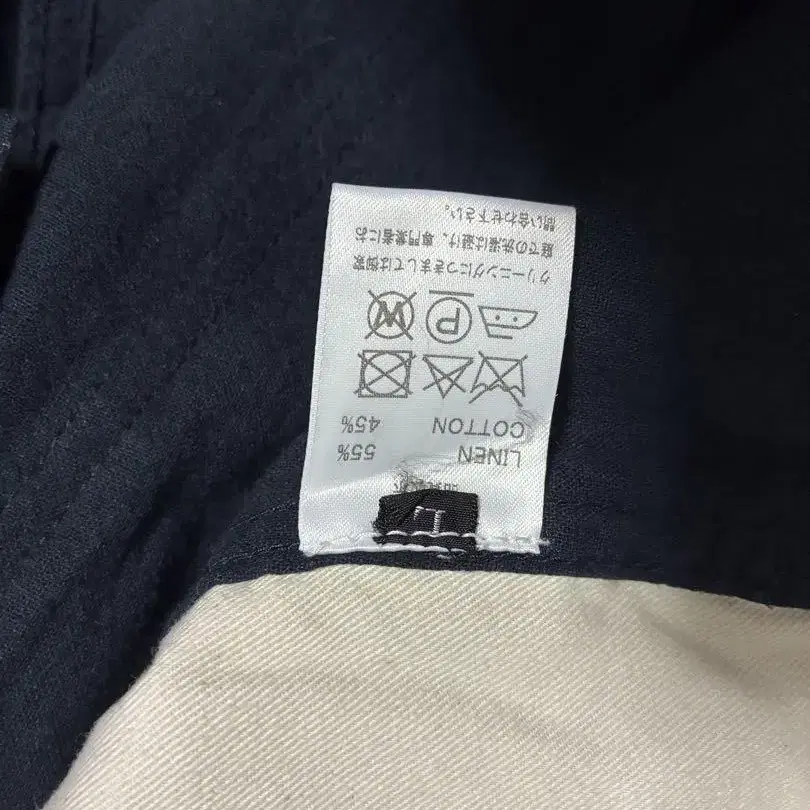 L
LINEN 55%
COTTON 45%
W
P
クリーニングにつきましては御家
庭での洗濯は避け、専門業者にお
問い合わせ下さい。